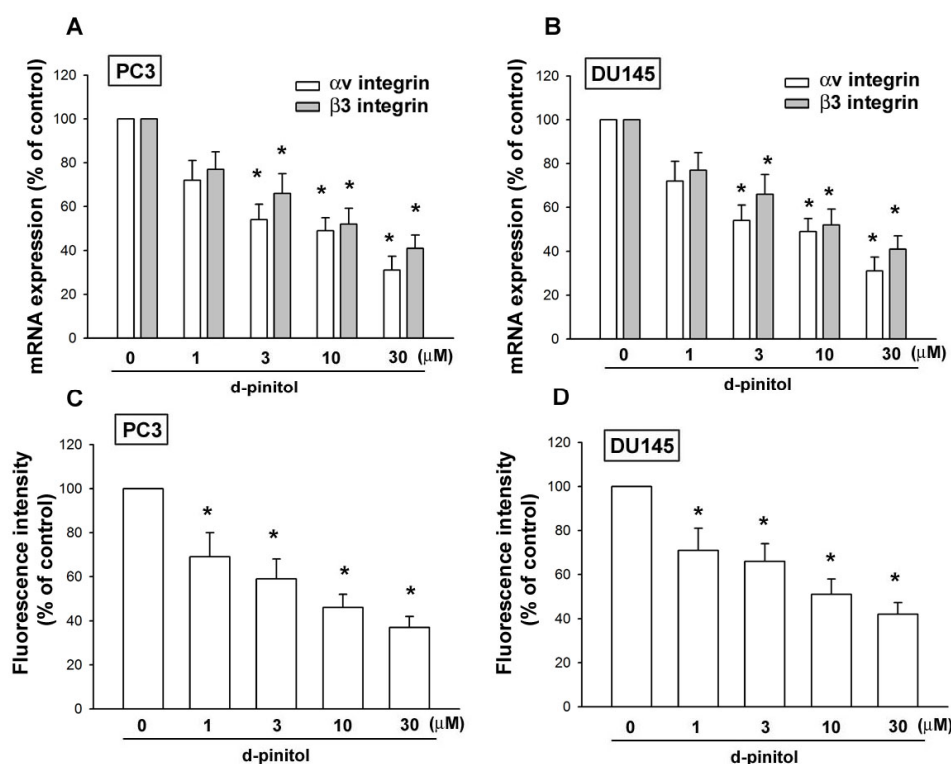 A
PC3
αv integrin
β3 integrin
mRNA expression (% of control)
120
100
80
60
40
20
0
* * * * * *
0 1 3 10 30 (μM)
d-pinitol
B
DU145
αv integrin
β3 integrin
mRNA expression (% of control)
120
100
80
60
40
20
0
* * * * * *
0 1 3 10 30 (μM)
d-pinitol
C
PC3
Fluorescence intensity
(% of control)
120
100
80
60
40
20
0
* * * *
0 1 3 10 30 (μM)
d-pinitol
D
DU145
Fluorescence intensity
(% of control)
120
100
80
60
40
20
0
* * * *
0 1 3 10 30 (μM)
d-pinitol